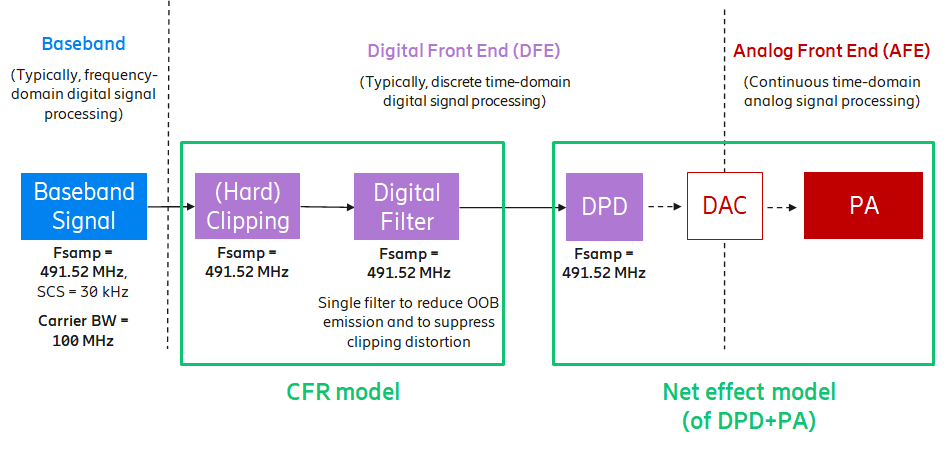 Baseband
(Typically, frequency-
domain digital signal
processing)
Digital Front End (DFE)
(Typically, discrete time-domain
digital signal processing)
Analog Front End (AFE)
(Continuous time-domain
analog signal processing)
Baseband
Signal
(Hard)
Clipping
Digital
Filter
DPD
DAC
PA
Fsamp =
491.52 MHz,
SCS = 30 kHz
Carrier BW =
100 MHz
Fsamp =
491.52 MHz
Fsamp =
491.52 MHz
Single filter to reduce OOB
emission and to suppress
clipping distortion
Fsamp =
491.52 MHz
CFR model
Net effect model
(of DPD+PA)